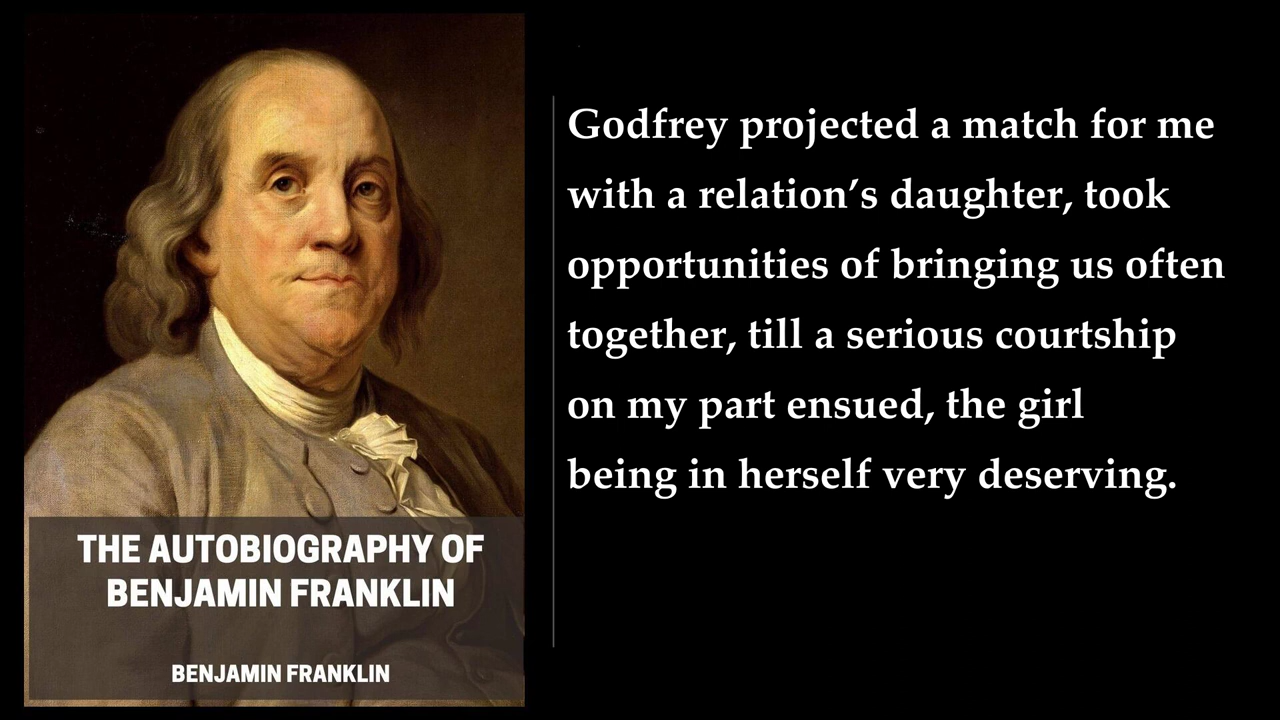 THE AUTOBIOGRAPHY OF
BENJAMIN FRANKLIN
BENJAMIN FRANKLIN
Godfrey projected a match for me
with a relation’s daughter, took
opportunities of bringing us often
together, till a serious courtship
on my part ensued, the girl
being in herself very deserving.